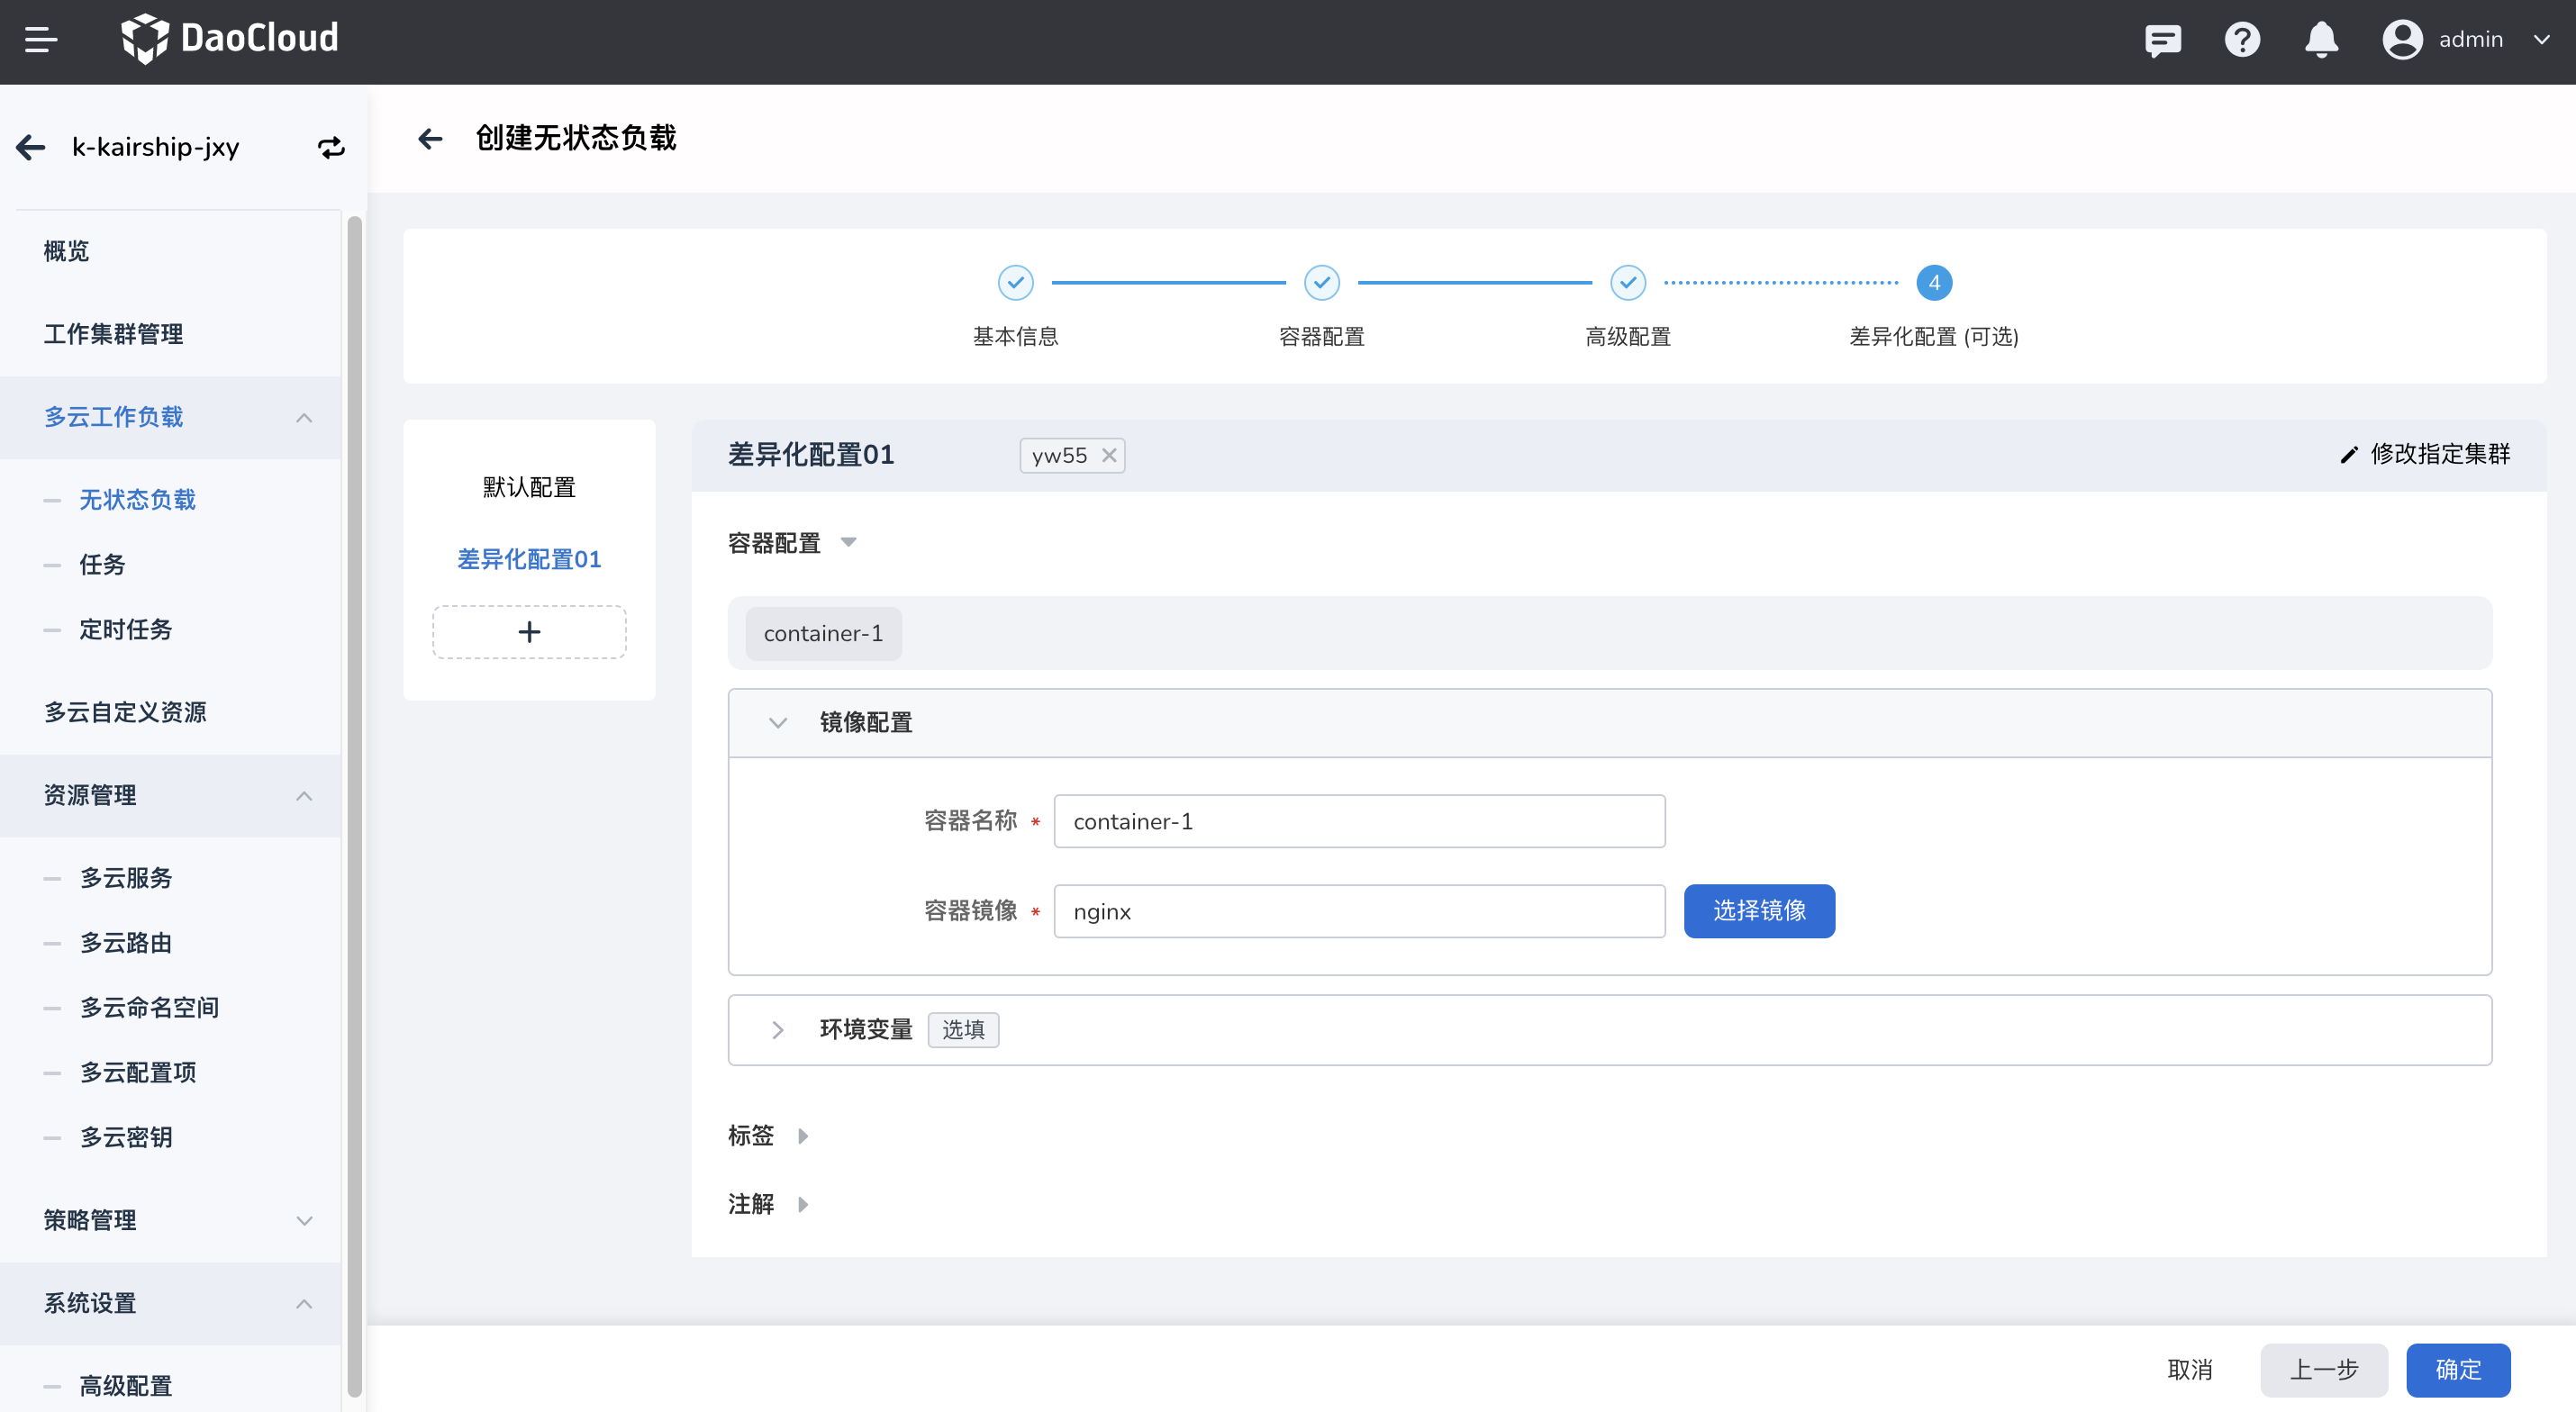 DaoCloud
admin
k-kairship-jxy
概览
工作集群管理
多云工作负载
无状态负载
任务
定时任务
多云自定义资源
资源管理
多云服务
多云路由
多云命名空间
多云配置项
多云密钥
策略管理
系统设置
高级配置
创建无状态负载
4
基本信息
容器配置
高级配置
差异化配置 (可选)
默认配置
差异化配置01
差异化配置01
yw55
修改指定集群
容器配置
container-1
镜像配置
容器名称 * container-1
容器镜像 * nginx 选择镜像
环境变量 选填
标签
注解
取消 上一步 确定